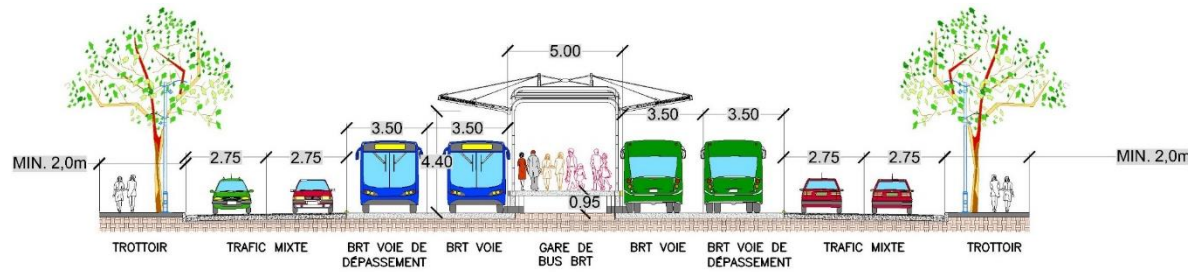 5.00
3.50 3.50 3.50 3.50
MIN. 2,0m 2.75 2.75 4.40 2.75 2.75 MIN. 2,0m
0.95
TROTTOIR TRAFIC MIXTE BRT VOIE DE BRT VOIE GARE DE BRT VOIE BRT VOIE DE TRAFIC MIXTE TROTTOIR
DÉPASSEMENT BUS BRT DÉPASSEMENT